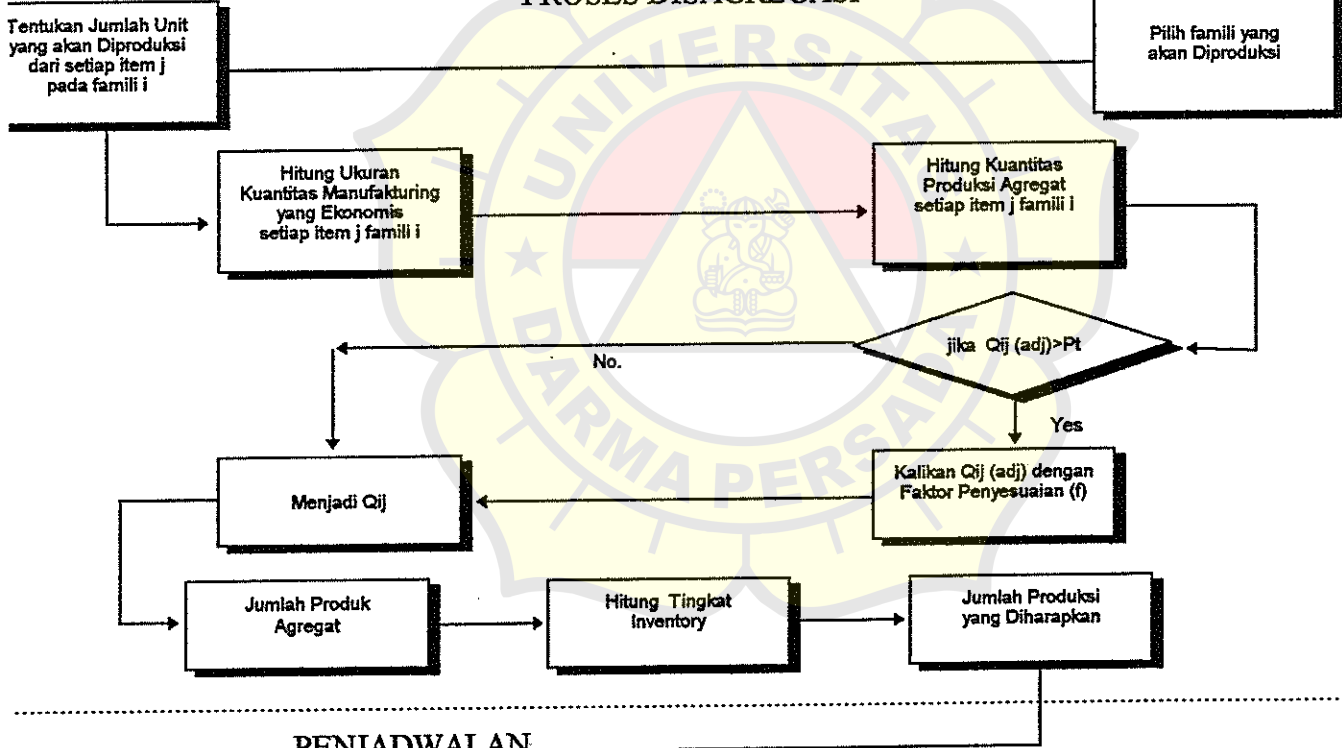 PROSES DISAGREGASI
Tentukan Jumlah Unit
yang akan Diproduksi
dari setiap item j
pada famili i
Pilih famili yang
akan Diproduksi
Hitung Ukuran
Kuantitas Manufakturing
yang Ekonomis
setiap item j famili i
Hitung Kuantitas
Produksi Agregat
setiap item j famili i
jika Qij (adj)>Pt
No.
Yes
Kalikan Qij (adj) dengan
Faktor Penyesuaian (f)
Menjadi Qij
Jumlah Produk
Agregat
Hitung Tingkat
Inventory
Jumlah Produksi
yang Diharapkan
PENJADWALAN
UNIVERSITAS
DARMA PERSADA